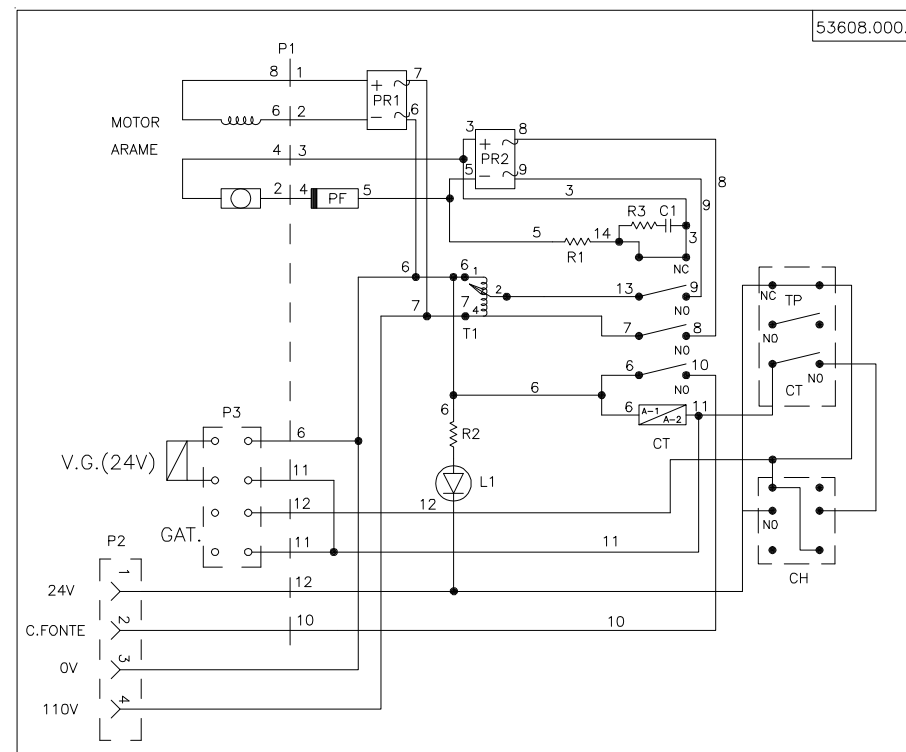 53608.000.
P1
8 1 7
+ PR1
6 2 − 6
MOTOR
ARAME
4 3
3 + 8
PR2
5 − 9
2 4 PF 5
3 9 8
R3 C1
5 14 3
R1 NC
6 6 1
2 13 9
NO
7 7 4
T1 7 8
NO
NC TP
NO
6 10
NO
CT NO
6
6 A-1 11
A-2
CT
6
R2
L1
P3
6
V.G.(24V)
11
12 12
GAT.
11 11
NO
CH
P2
1
24V 12
2
C.FONTE 10 10
3
0V
4
110V